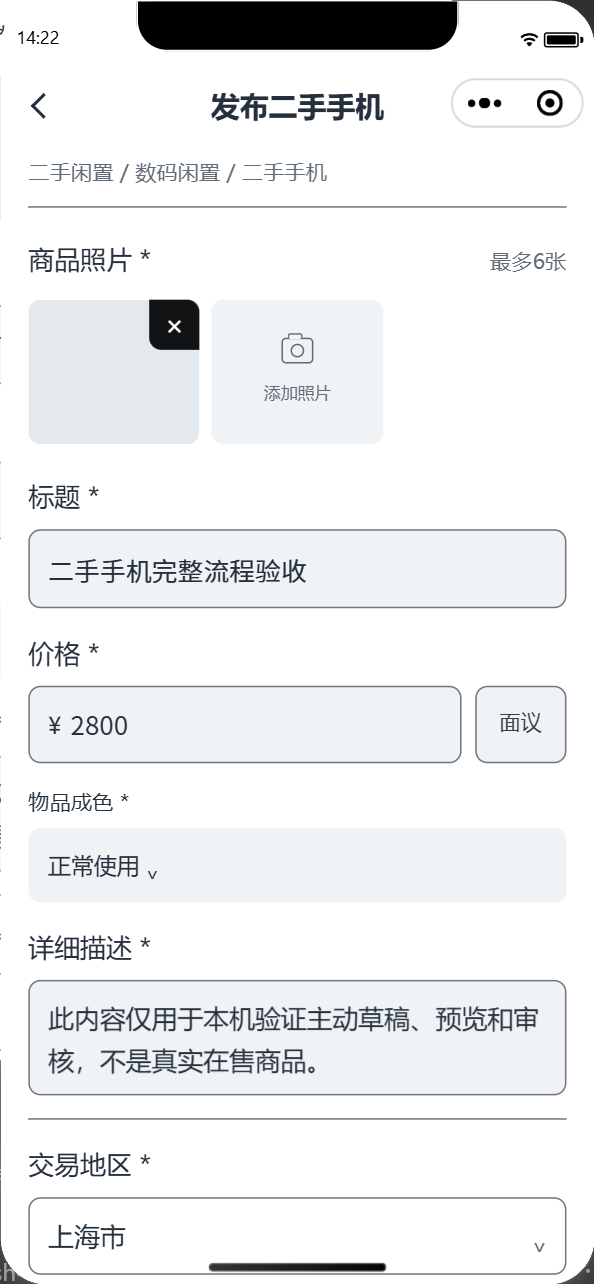 14:22
发布二手手机
二手闲置 / 数码闲置 / 二手手机
商品照片 *
最多6张
添加照片
标题 *
二手手机完整流程验收
价格 *
¥ 2800
面议
物品成色 *
正常使用
详细描述 *
此内容仅用于本机验证主动草稿、预览和审
核，不是真实在售商品。
交易地区 *
上海市